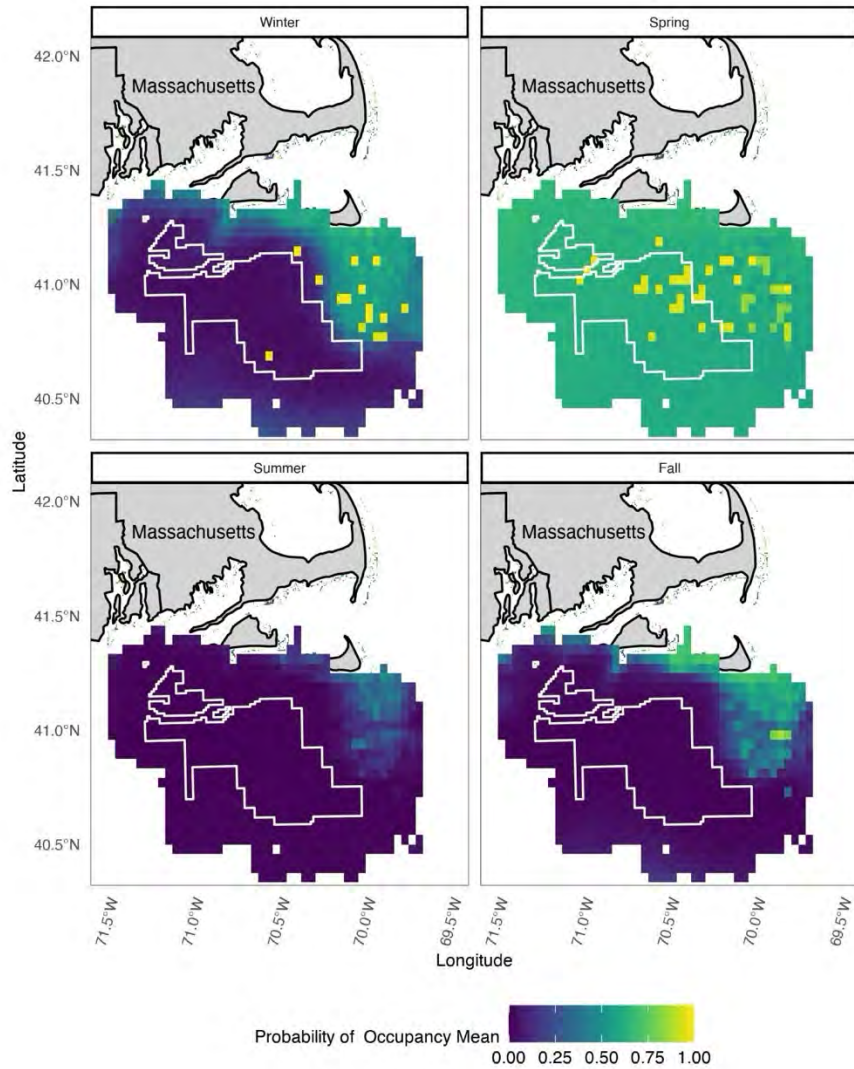 Winter
Spring
42.0°N
Massachusetts
Massachusetts
41.5°N
41.0°N
40.5°N
Latitude
Summer
Fall
42.0°N
Massachusetts
Massachusetts
41.5°N
41.0°N
40.5°N
71.5°W
71.0°W
70.5°W
70.0°W
69.5°W
71.5°W
71.0°W
70.5°W
70.0°W
69.5°W
Longitude
Probability of Occupancy Mean
0.00 0.25 0.50 0.75 1.00